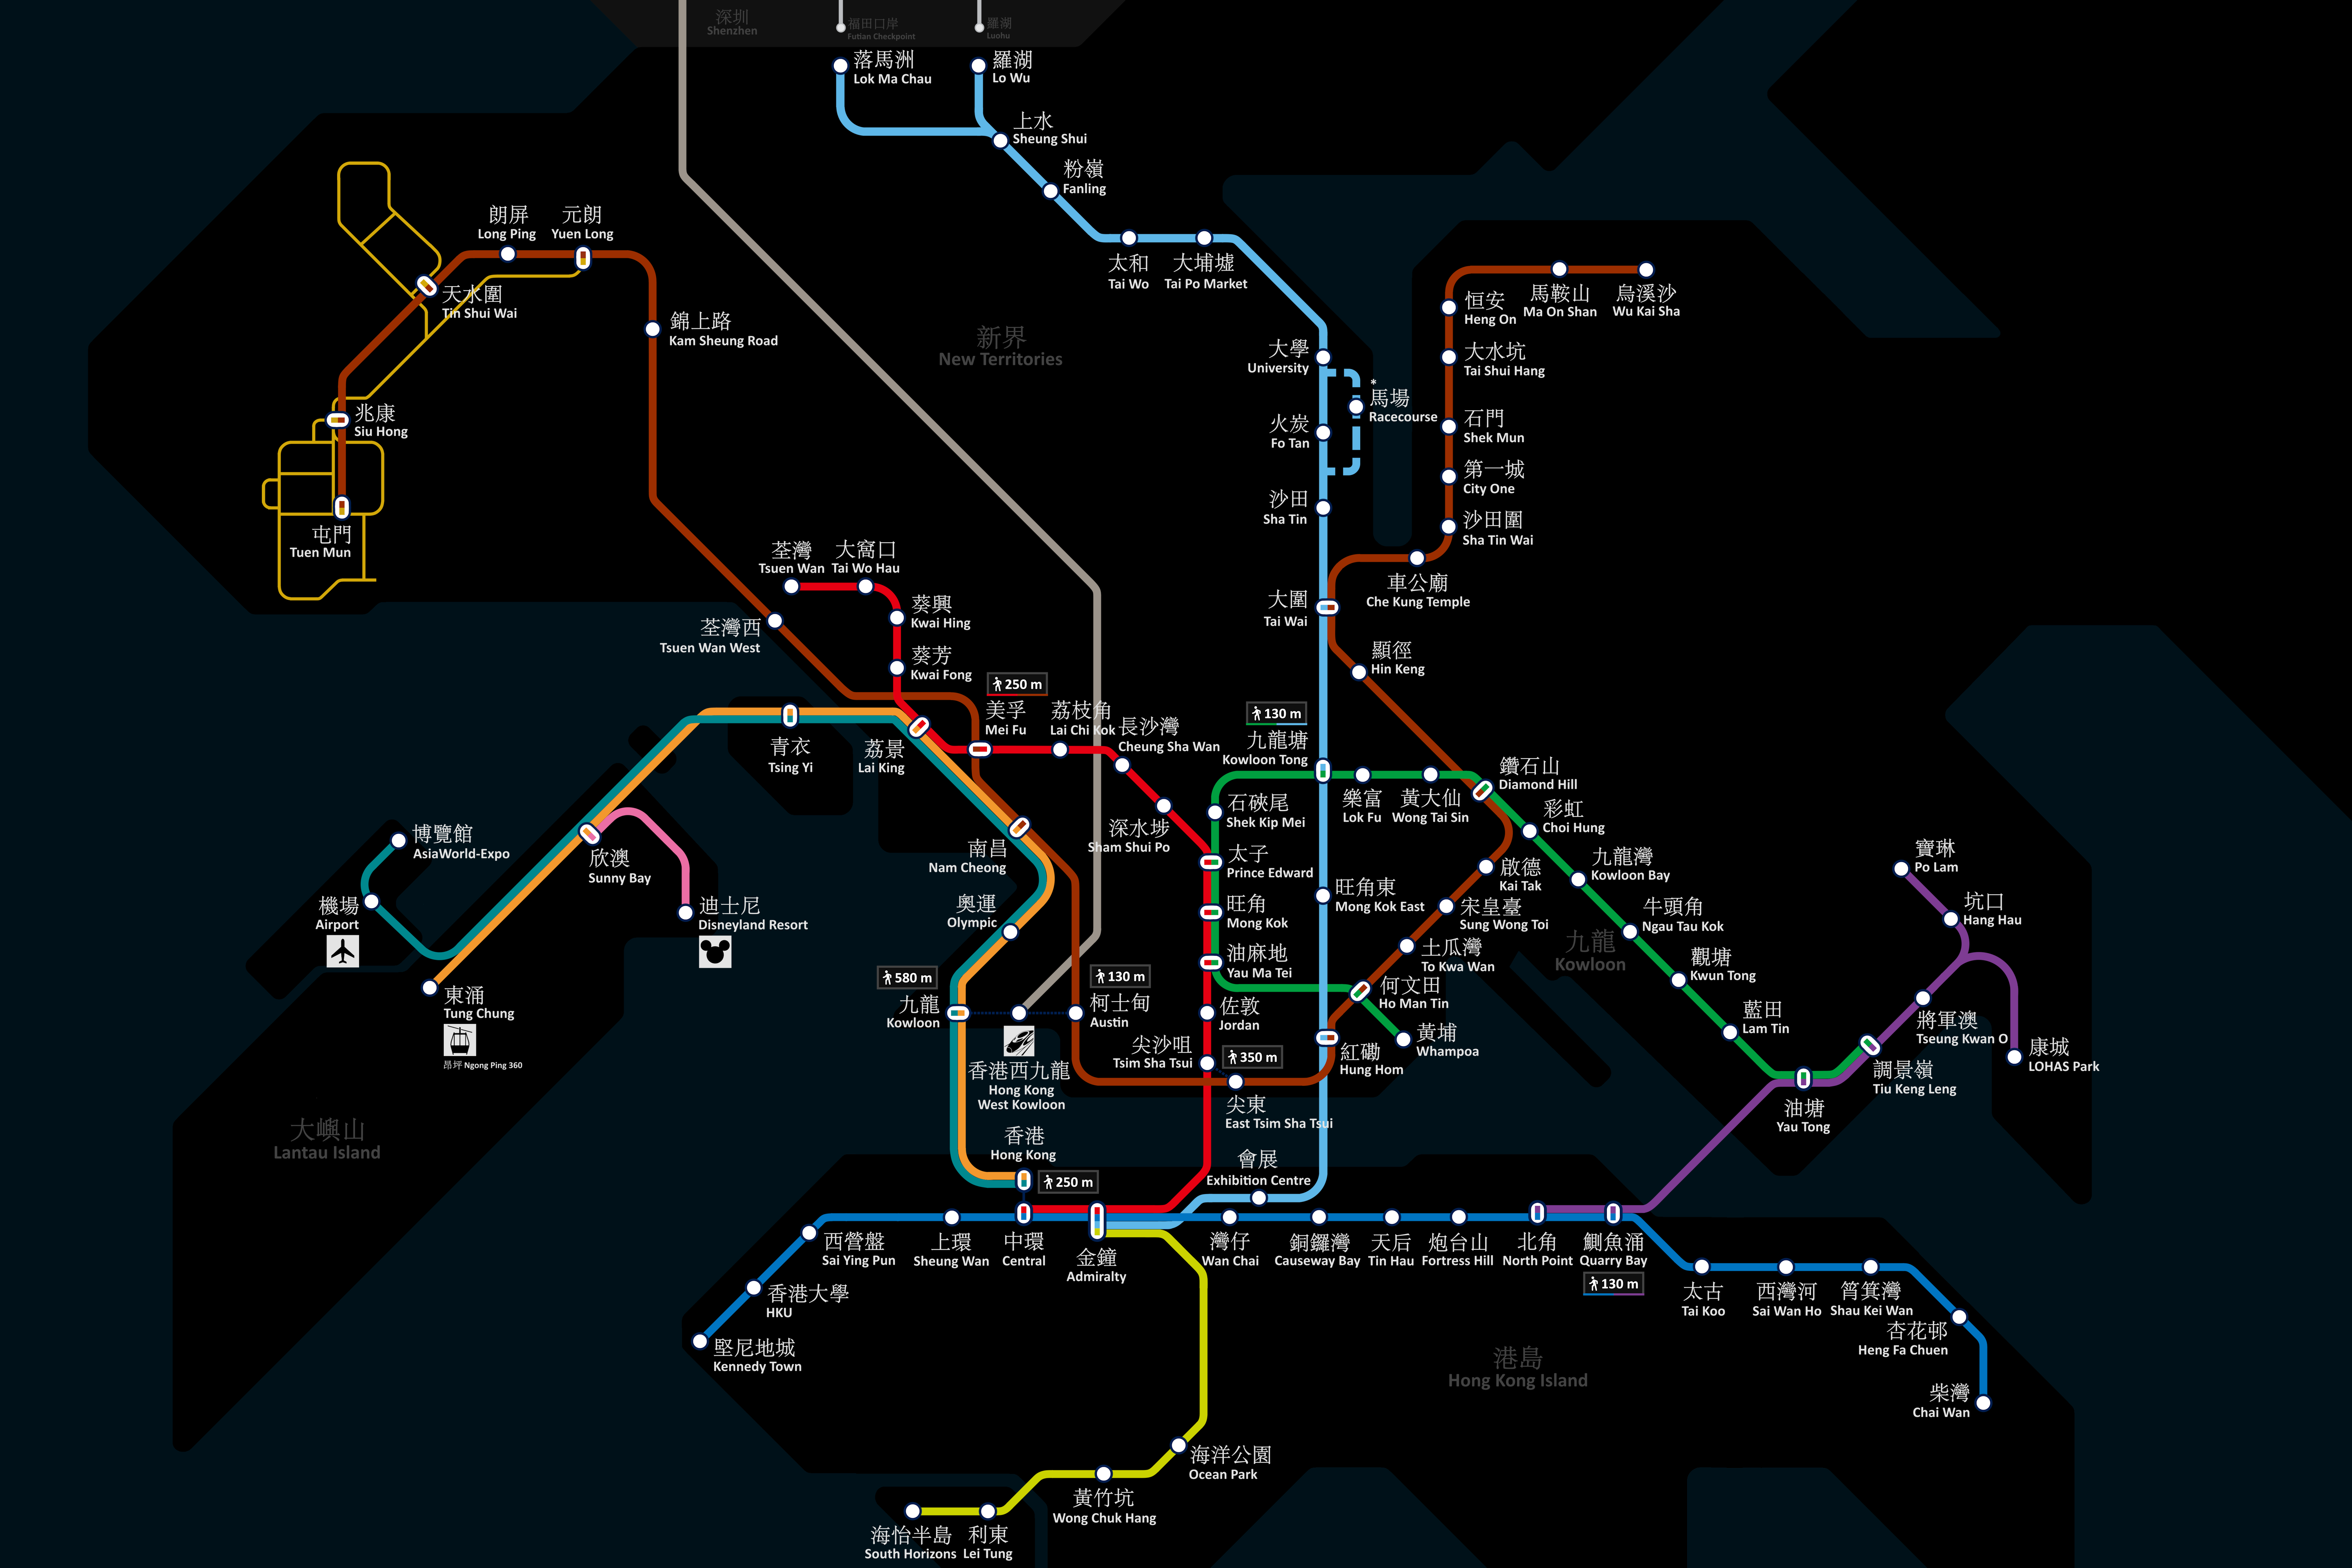 深圳
Shenzhen
福田口岸
Futian Checkpoint
羅湖
Luohu
落馬洲
Lok Ma Chau
羅湖
Lo Wu
上水
Sheung Shui
粉嶺
Fanling
太和
Tai Wo
大埔墟
Tai Po Market
朗屏
Long Ping
元朗
Yuen Long
天水圍
Tin Shui Wai
錦上路
Kam Sheung Road
兆康
Siu Hong
屯門
Tuen Mun
新界
New Territories
大學
University
*
馬場
Racecourse
火炭
Fo Tan
沙田
Sha Tin
大圍
Tai Wai
恒安
Heng On
馬鞍山
Ma On Shan
烏溪沙
Wu Kai Sha
大水坑
Tai Shui Hang
石門
Shek Mun
第一城
City One
沙田圍
Sha Tin Wai
車公廟
Che Kung Temple
顯徑
Hin Keng
荃灣
Tsuen Wan
大窩口
Tai Wo Hau
葵興
Kwai Hing
荃灣西
Tsuen Wan West
葵芳
Kwai Fong
250 m
美孚
Mei Fu
荔枝角
Lai Chi Kok
長沙灣
Cheung Sha Wan
130 m
九龍塘
Kowloon Tong
青衣
Tsing Yi
荔景
Lai King
深水埗
Sham Shui Po
石硤尾
Shek Kip Mei
樂富
Lok Fu
黃大仙
Wong Tai Sin
鑽石山
Diamond Hill
彩虹
Choi Hung
博覽館
AsiaWorld-Expo
欣澳
Sunny Bay
南昌
Nam Cheong
太子
Prince Edward
啟德
Kai Tak
九龍灣
Kowloon Bay
寶琳
Po Lam
機場
Airport
迪士尼
Disneyland Resort
奧運
Olympic
旺角
Mong Kok
旺角東
Mong Kok East
宋皇臺
Sung Wong Toi
牛頭角
Ngau Tau Kok
坑口
Hang Hau
油麻地
Yau Ma Tei
土瓜灣
To Kwa Wan
九龍
Kowloon
觀塘
Kwun Tong
東涌
Tung Chung
昂坪 Ngong Ping 360
580 m
九龍
Kowloon
130 m
柯士甸
Austin
佐敦
Jordan
何文田
Ho Man Tin
藍田
Lam Tin
將軍澳
Tseung Kwan O
香港西九龍
Hong Kong
West Kowloon
尖沙咀
Tsim Sha Tsui
350 m
紅磡
Hung Hom
黃埔
Whampoa
調景嶺
Tiu Keng Leng
康城
LOHAS Park
尖東
East Tsim Sha Tsui
油塘
Yau Tong
大嶼山
Lantau Island
香港
Hong Kong
250 m
會展
Exhibition Centre
西營盤
Sai Ying Pun
上環
Sheung Wan
中環
Central
金鐘
Admiralty
灣仔
Wan Chai
銅鑼灣
Causeway Bay
天后
Tin Hau
炮台山
Fortress Hill
北角
North Point
鰂魚涌
Quarry Bay
130 m
香港大學
HKU
堅尼地城
Kennedy Town
太古
Tai Koo
西灣河
Sai Wan Ho
筲箕灣
Shau Kei Wan
杏花邨
Heng Fa Chuen
柴灣
Chai Wan
港島
Hong Kong Island
海洋公園
Ocean Park
黃竹坑
Wong Chuk Hang
海怡半島
South Horizons
利東
Lei Tung